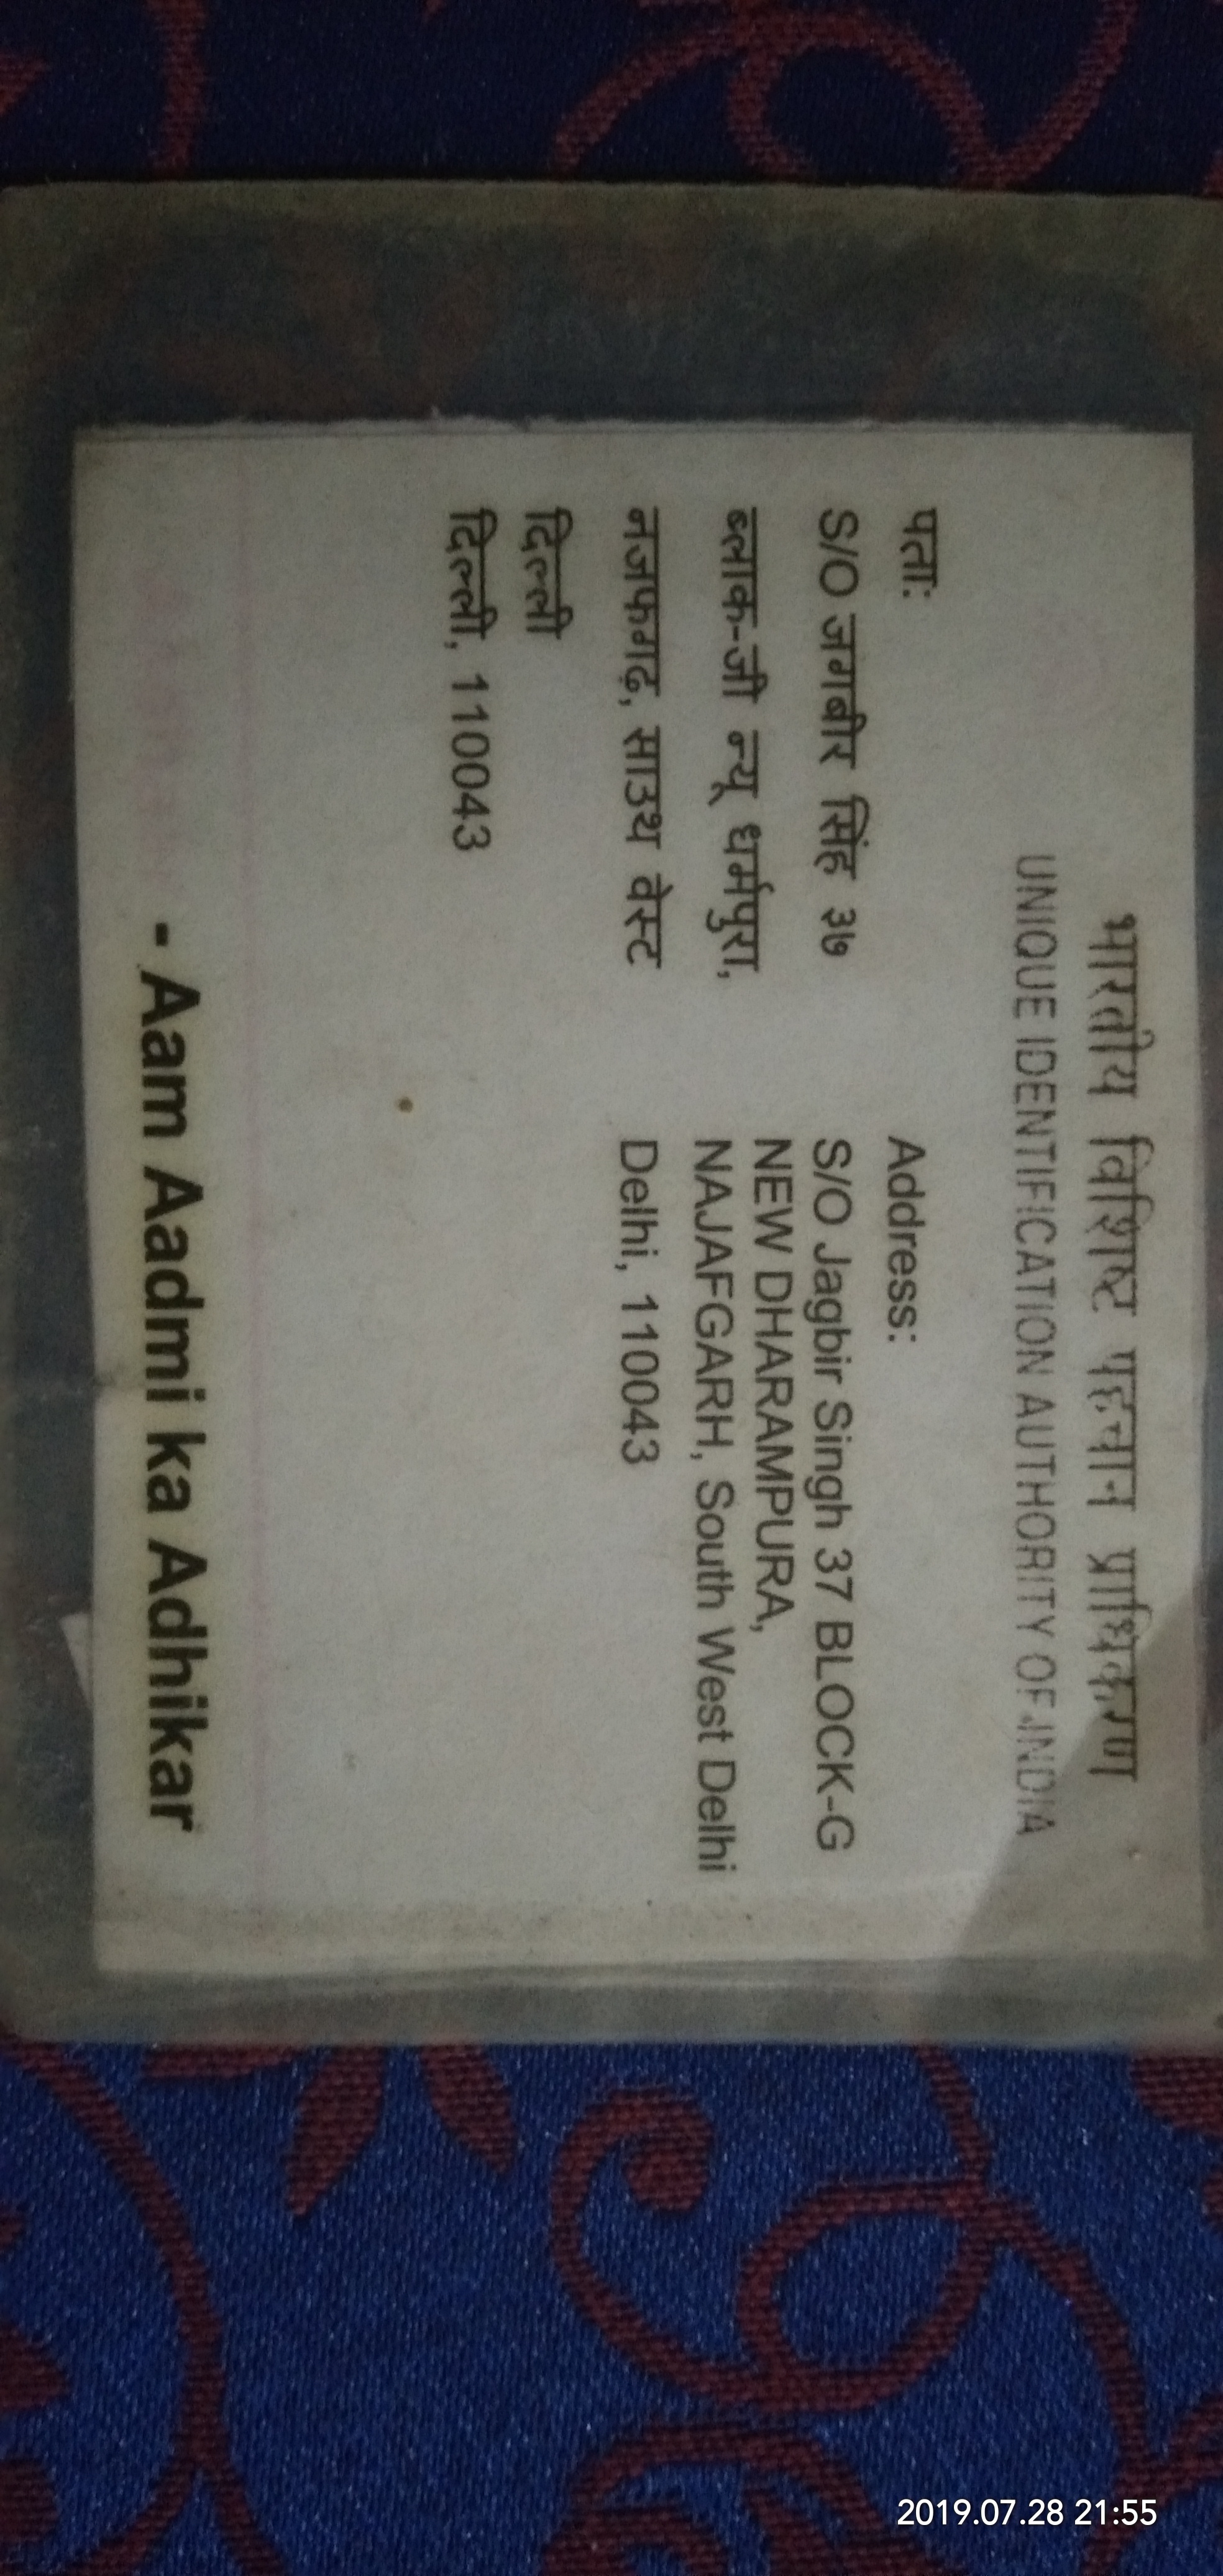 भारतीय विशिष्ट पहचान प्राधिकरण
UNIQUE IDENTIFICATION AUTHORITY OF INDIA
पता:
S/O जगबीर सिंह ३७
ब्लाक-जी न्यू धर्मपुरा,
नजफगढ़, साउथ वेस्ट
दिल्ली
दिल्ली, 110043
Address:
S/O Jagbir Singh 37 BLOCK-G
NEW DHARAMPURA,
NAJAFGARH, South West Delhi
Delhi, 110043
- Aam Aadmi ka Adhikar
2019.07.28 21:55